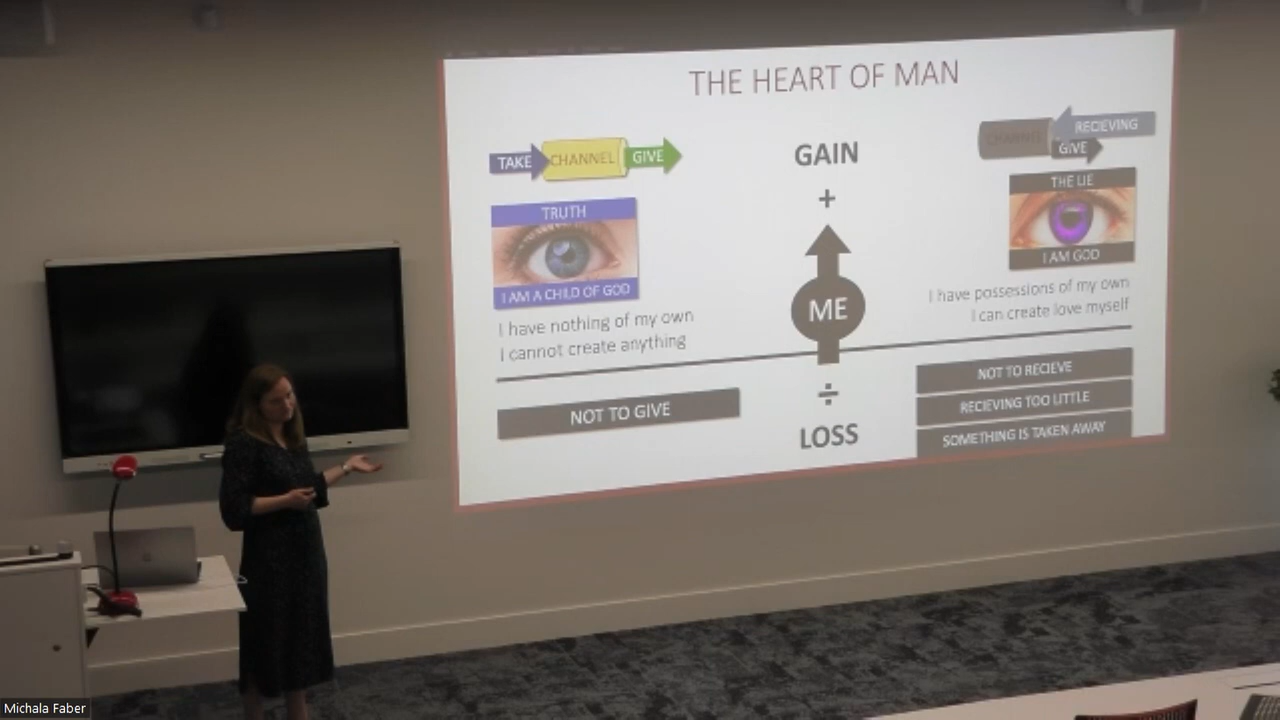 THE HEART OF MAN
TAKE CHANNEL GIVE
GAIN
CHANNEL RECIEVING
GIVE
+
TRUTH
THE LIE
I AM A CHILD OF GOD
I AM GOD
I have nothing of my own
I cannot create anything
ME
I have possessions of my own
I can create love myself
NOT TO GIVE
÷
LOSS
NOT TO RECIEVE
RECIEVING TOO LITTLE
SOMETHING IS TAKEN AWAY
Michala Faber